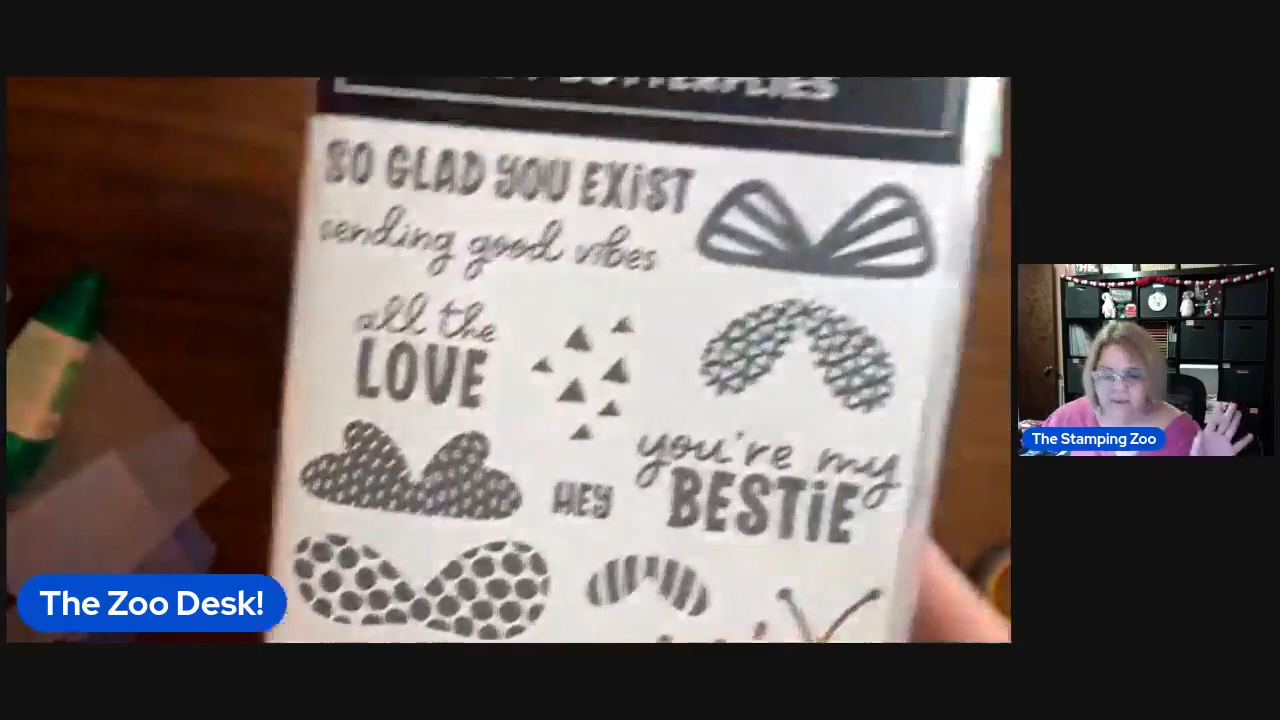 BUTTERFLIES
SO GLAD YOU EXiST
sending good vibes
all the
LOVE
you're my
HEY
BESTiE
The Zoo Desk!
The Stamping Zoo